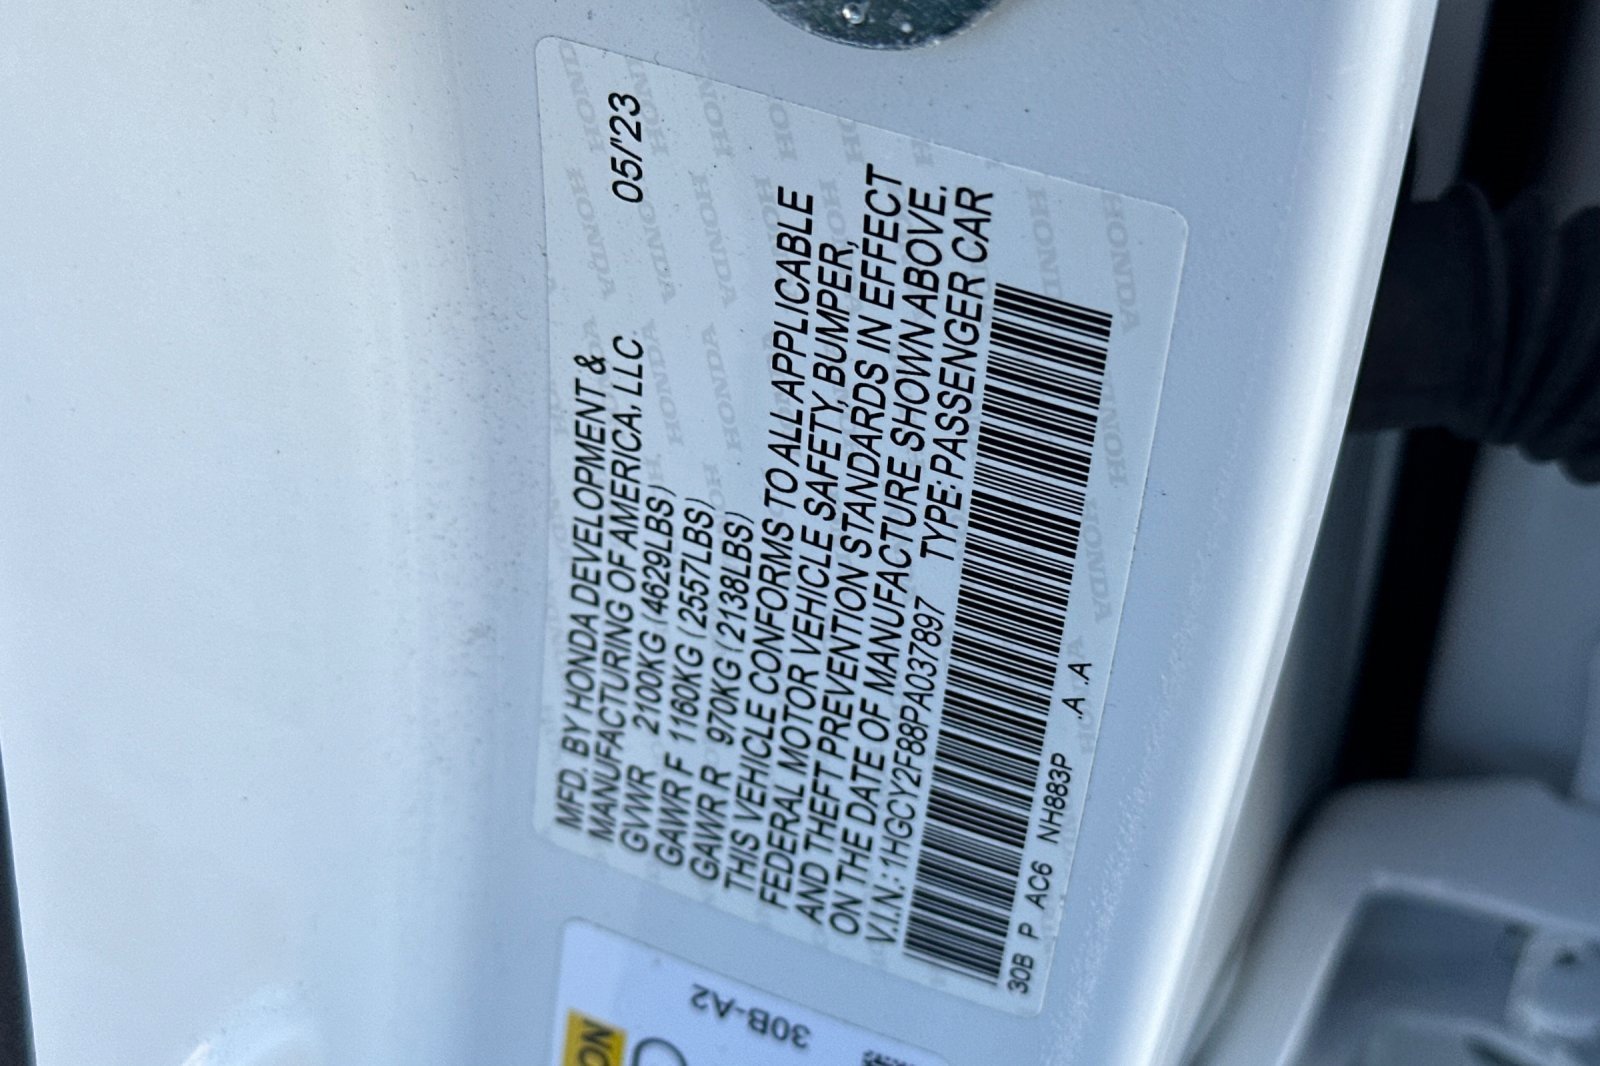 05/'23
MFD. BY HONDA DEVELOPMENT &
MANUFACTURING OF AMERICA, LLC
GVWR 2100KG (4629LBS)
GAWR F 1160KG (2557LBS)
GAWR R 970KG (2138LBS)
THIS VEHICLE CONFORMS TO ALL APPLICABLE
FEDERAL MOTOR VEHICLE SAFETY, BUMPER,
AND THEFT PREVENTION STANDARDS IN EFFECT
ON THE DATE OF MANUFACTURE SHOWN ABOVE.
V.I.N.: 1HGCY2F88PA037897 TYPE: PASSENGER CAR
30B P AC6 NH883P .A .A
HONDA
30B-A2